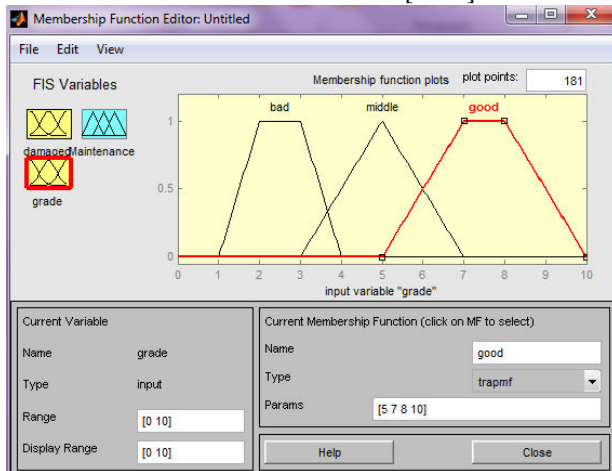 Membership Function Editor: Untitled
File Edit View
FIS Variables
Membership function plots plot points: 181
damaged Maintenance
grade
bad middle good
1
0.5
0
0 1 2 3 4 5 6 7 8 9 10
input variable "grade"
Current Variable
Name grade
Type input
Range [0 10]
Display Range [0 10]
Current Membership Function (click on MF to select)
Name good
Type trapmf
Params [5 7 8 10]
Help Close